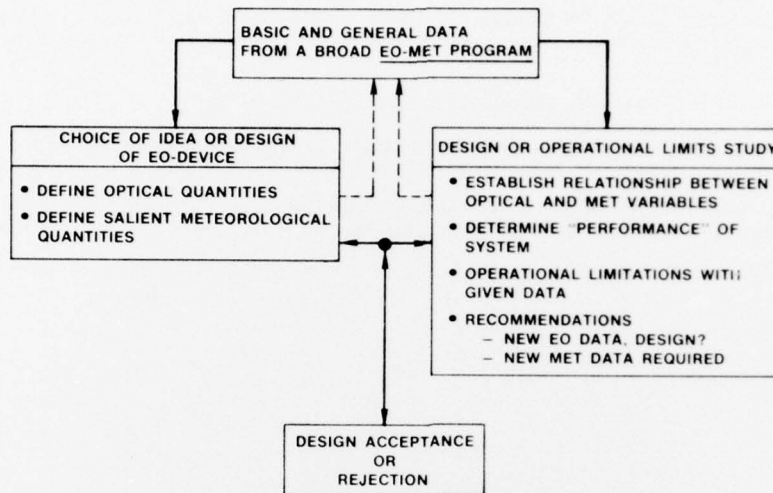 BASIC AND GENERAL DATA
FROM A BROAD EO-MET PROGRAM
CHOICE OF IDEA OR DESIGN
OF EO-DEVICE
• DEFINE OPTICAL QUANTITIES
• DEFINE SALIENT METEOROLOGICAL
QUANTITIES
DESIGN OR OPERATIONAL LIMITS STUDY
• ESTABLISH RELATIONSHIP BETWEEN
OPTICAL AND MET VARIABLES
• DETERMINE "PERFORMANCE" OF
SYSTEM
• OPERATIONAL LIMITATIONS WITH
GIVEN DATA
• RECOMMENDATIONS
– NEW EO DATA, DESIGN?
– NEW MET DATA REQUIRED
DESIGN ACCEPTANCE
OR
REJECTION